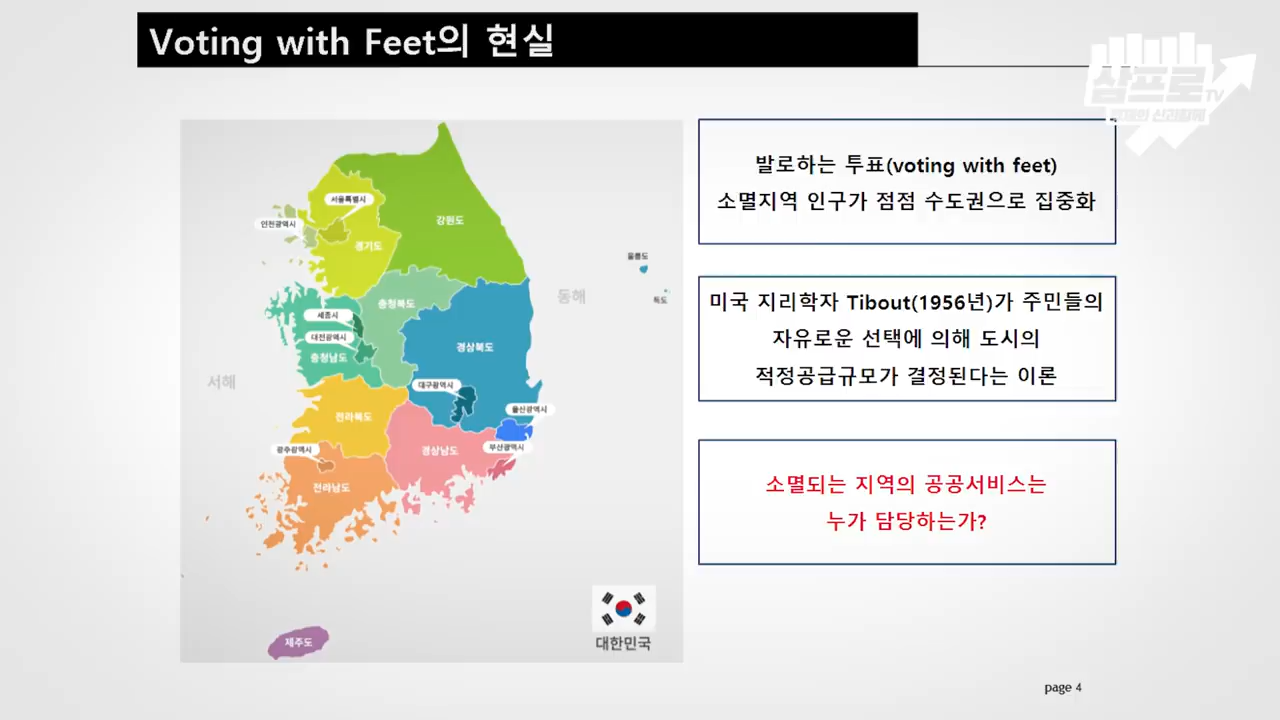 Voting with Feet의 현실
삼프로TV
경제의 신과함께
서울특별시
인천광역시
강원도
경기도
울릉도
독도
동해
충청북도
세종시
대전광역시
충청남도
경상북도
서해
대구광역시
전라북도
울산광역시
부산광역시
경상남도
광주광역시
전라남도
제주도
대한민국
발로하는 투표(voting with feet)
소멸지역 인구가 점점 수도권으로 집중화
미국 지리학자 Tibout(1956년)가 주민들의
자유로운 선택에 의해 도시의
적정공급규모가 결정된다는 이론
소멸되는 지역의 공공서비스는
누가 담당하는가?
page 4